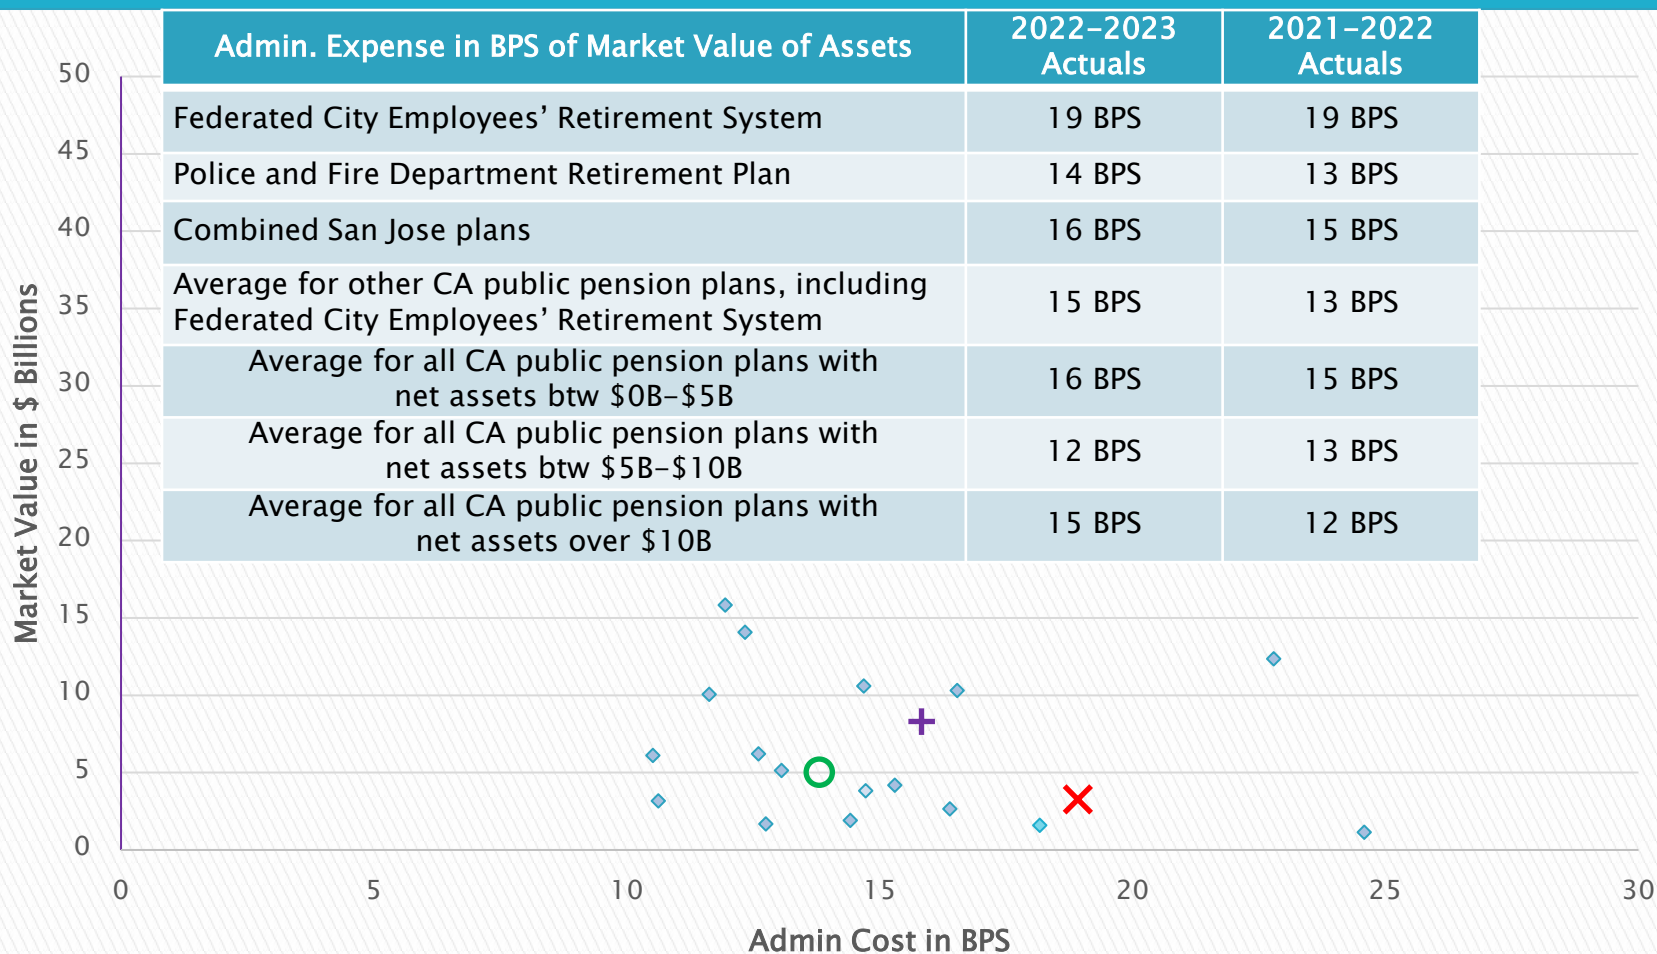 Admin. Expense in BPS of Market Value of Assets
2022–2023
Actuals
2021–2022
Actuals
Federated City Employees’ Retirement System
19 BPS
19 BPS
Police and Fire Department Retirement Plan
14 BPS
13 BPS
Combined San Jose plans
16 BPS
15 BPS
Average for other CA public pension plans, including
Federated City Employees’ Retirement System
15 BPS
13 BPS
Average for all CA public pension plans with
net assets btw $0B–$5B
16 BPS
15 BPS
Average for all CA public pension plans with
net assets btw $5B–$10B
12 BPS
13 BPS
Average for all CA public pension plans with
net assets over $10B
15 BPS
12 BPS
Market Value in $ Billions
50
45
40
35
30
25
20
15
10
5
0
0
5
10
15
20
25
30
Admin Cost in BPS